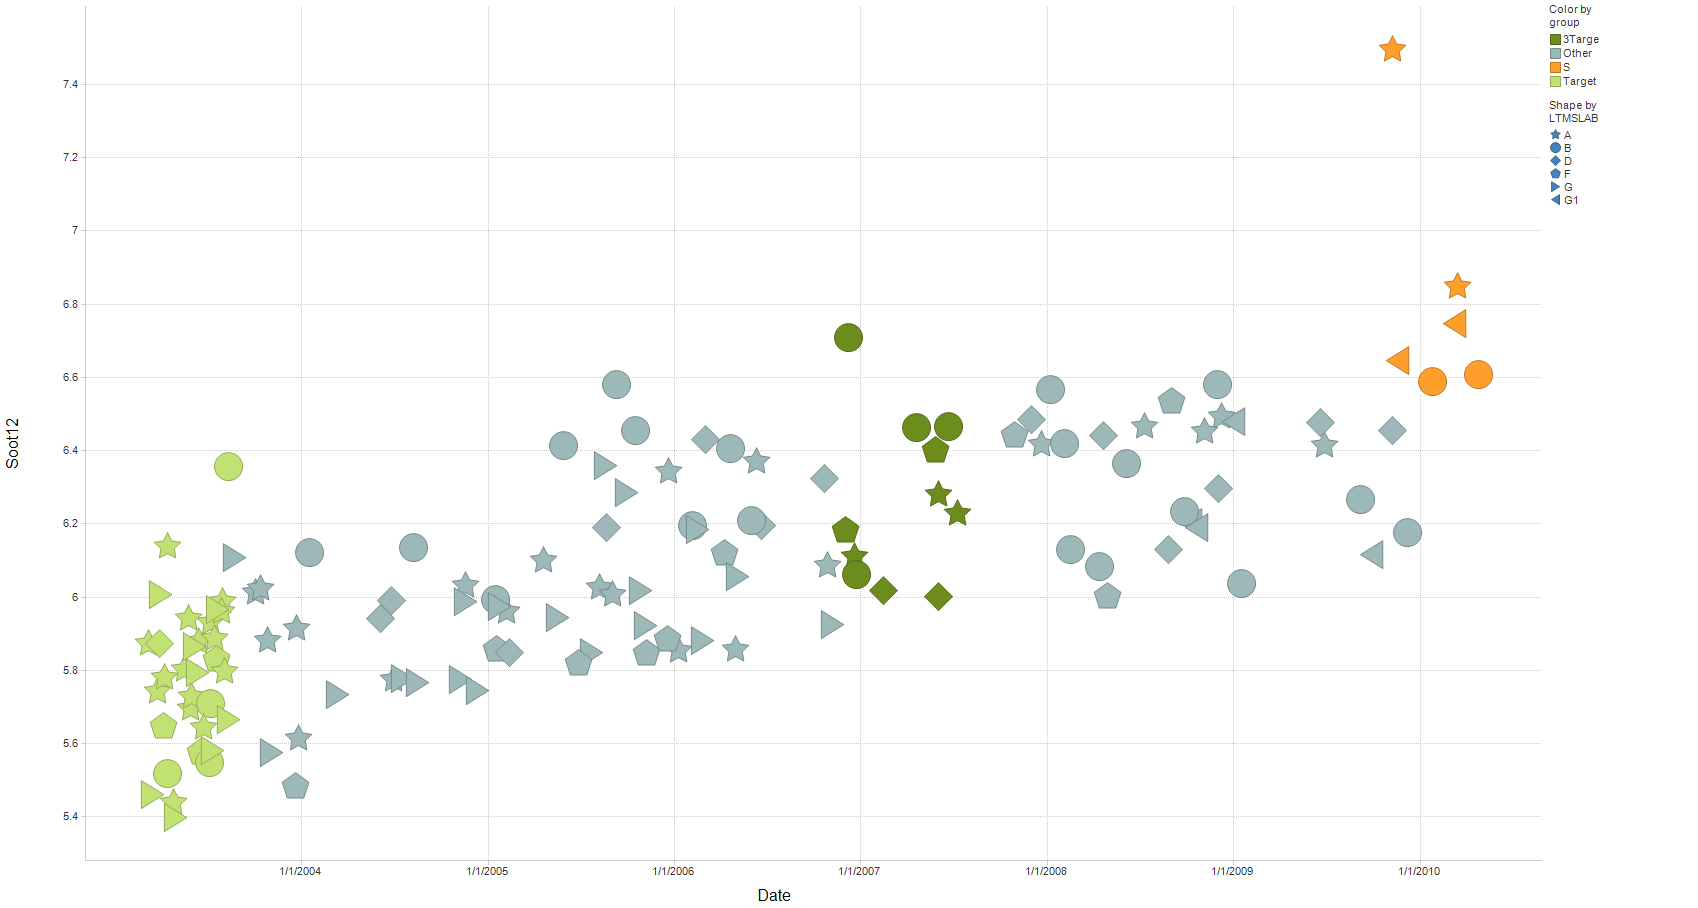 Color by
group
3Targe
Other
S
Target
Shape by
LTMSLAB
A
B
D
F
G
G1
7.4
7.2
7
6.8
6.6
6.4
6.2
6
5.8
5.6
5.4
Soot12
1/1/2004
1/1/2005
1/1/2006
1/1/2007
1/1/2008
1/1/2009
1/1/2010
Date